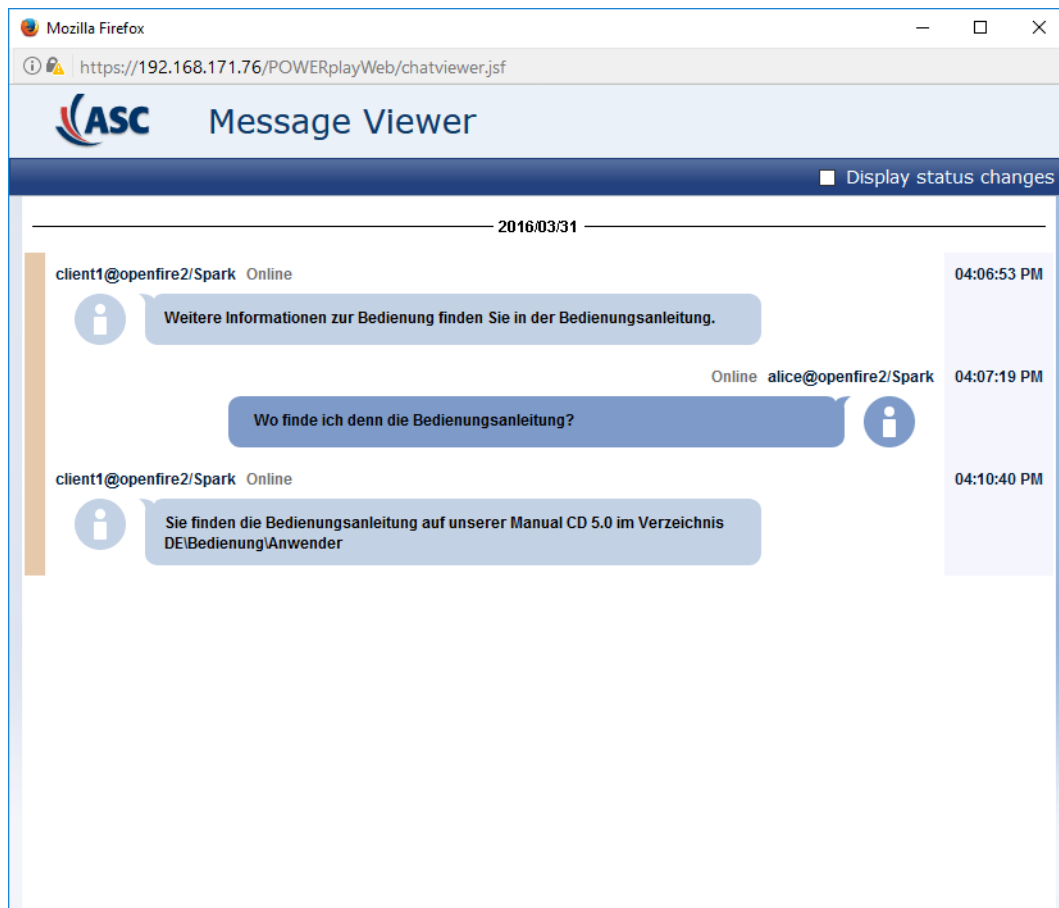 Mozilla Firefox
https://192.168.171.76/POWERplayWeb/chatviewer.jsf
ASC Message Viewer
Display status changes
2016/03/31
client1@openfire2/Spark Online 04:06:53 PM
Weitere Informationen zur Bedienung finden Sie in der Bedienungsanleitung.
Online alice@openfire2/Spark 04:07:19 PM
Wo finde ich denn die Bedienungsanleitung?
client1@openfire2/Spark Online 04:10:40 PM
Sie finden die Bedienungsanleitung auf unserer Manual CD 5.0 im Verzeichnis
DE\Bedienung\Anwender